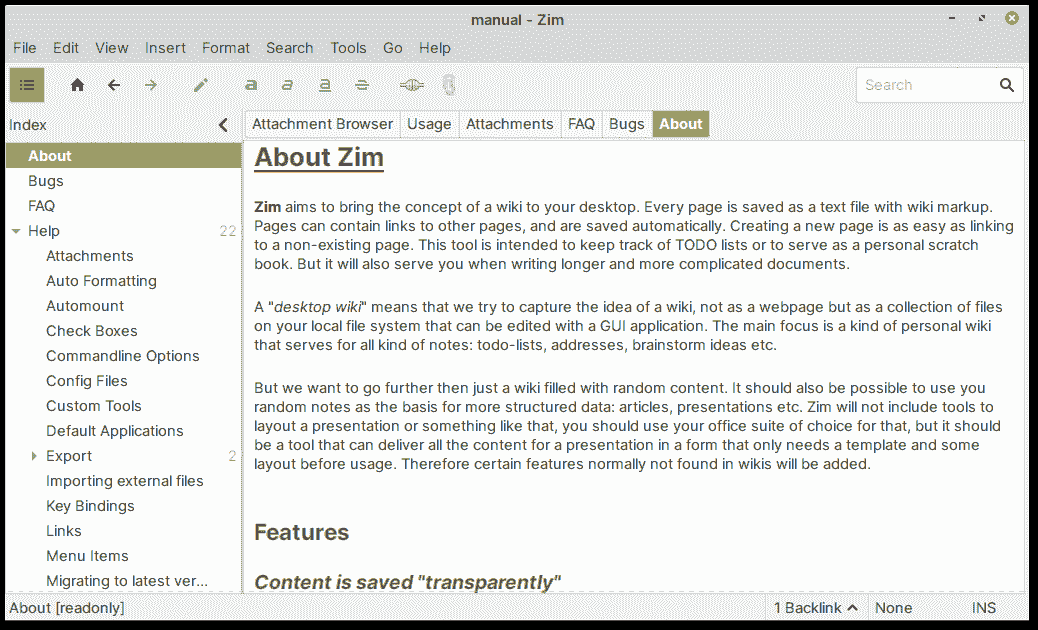 manual - Zim
File Edit View Insert Format Search Tools Go Help
a a a S
Search
Index
Attachment Browser Usage Attachments FAQ Bugs About
About
Bugs
FAQ
Help 22
Attachments
Auto Formatting
Automount
Check Boxes
Commandline Options
Config Files
Custom Tools
Default Applications
Export 2
Importing external files
Key Bindings
Links
Menu Items
Migrating to latest ver...
About Zim
Zim aims to bring the concept of a wiki to your desktop. Every page is saved as a text file with wiki markup.
Pages can contain links to other pages, and are saved automatically. Creating a new page is as easy as linking
to a non-existing page. This tool is intended to keep track of TODO lists or to serve as a personal scratch
book. But it will also serve you when writing longer and more complicated documents.
A "desktop wiki" means that we try to capture the idea of a wiki, not as a webpage but as a collection of files
on your local file system that can be edited with a GUI application. The main focus is a kind of personal wiki
that serves for all kind of notes: todo-lists, addresses, brainstorm ideas etc.
But we want to go further then just a wiki filled with random content. It should also be possible to use you
random notes as the basis for more structured data: articles, presentations etc. Zim will not include tools to
layout a presentation or something like that, you should use your office suite of choice for that, but it should
be a tool that can deliver all the content for a presentation in a form that only needs a template and some
layout before usage. Therefore certain features normally not found in wikis will be added.
Features
Content is saved "transparently"
About [readonly]
1 Backlink
None
INS